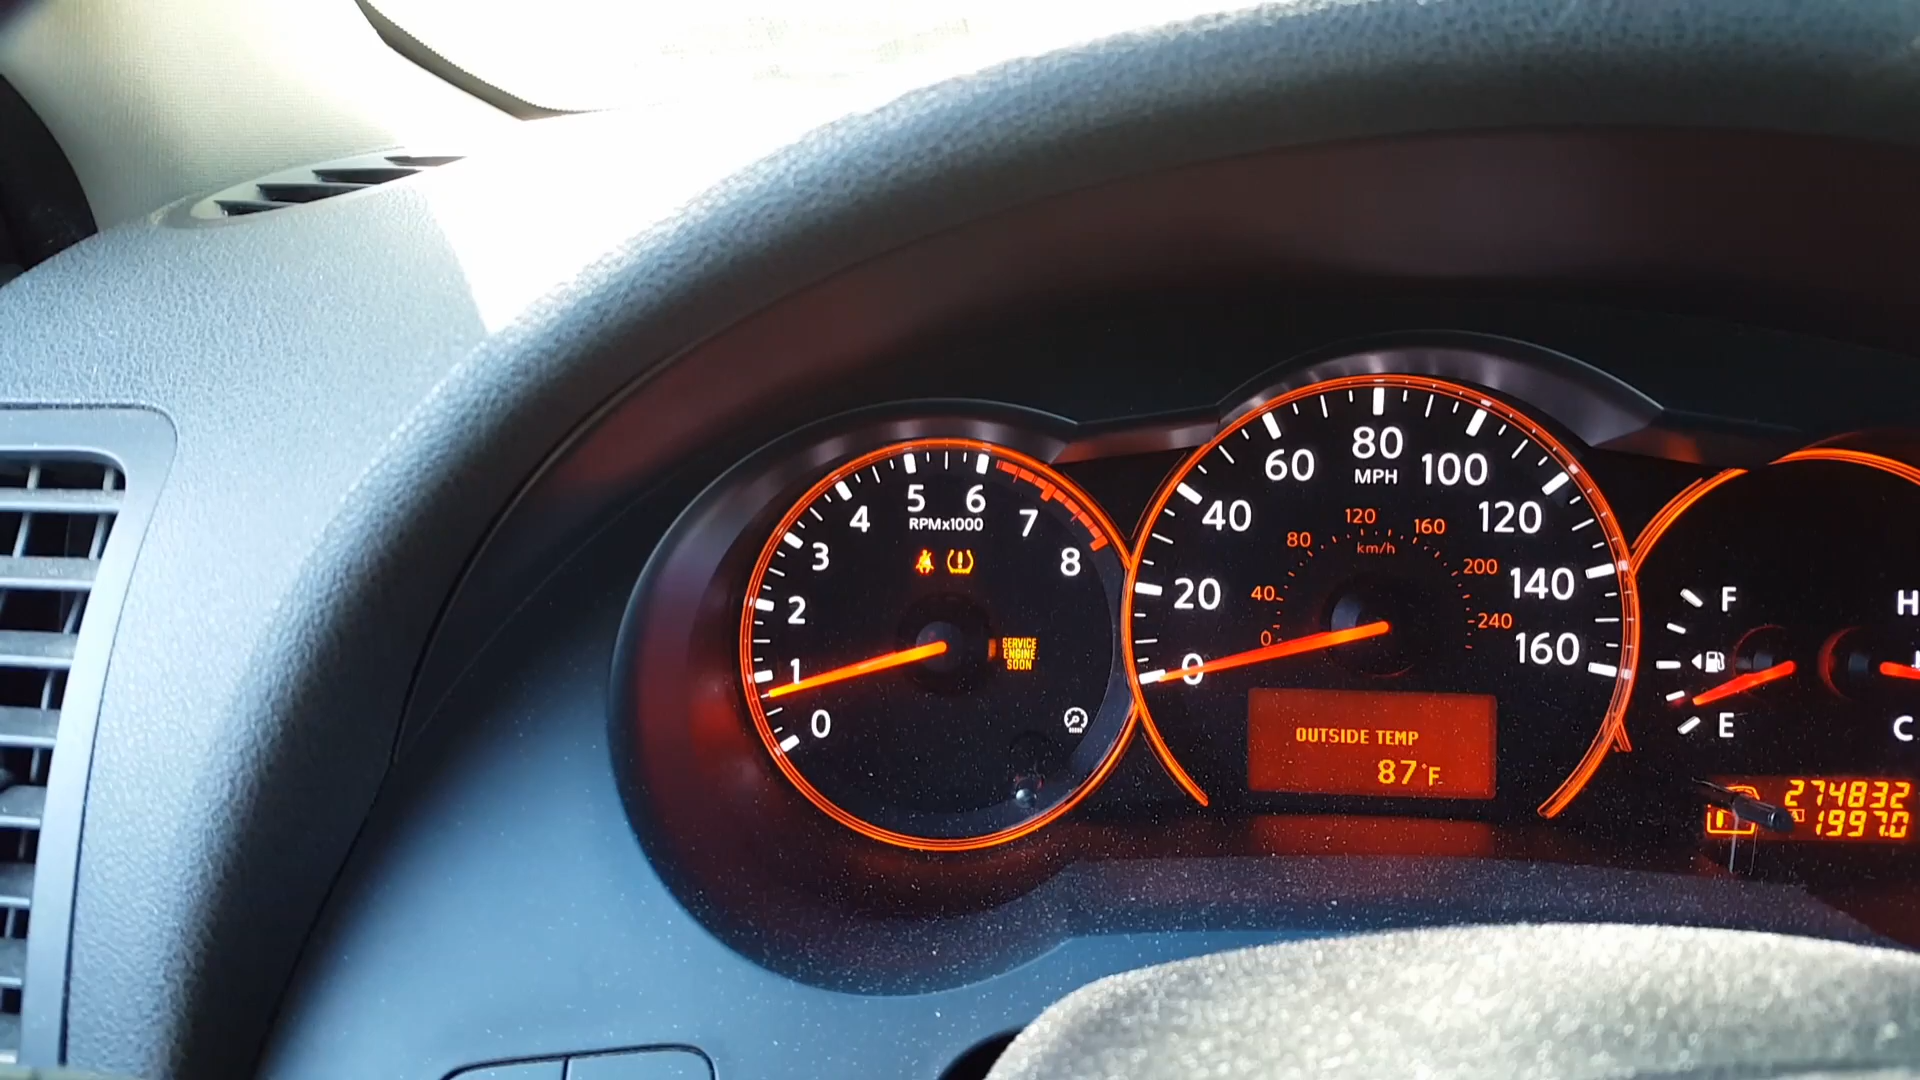 0
1
2
3
4
5
6
7
8
RPMx1000
SERVICE
ENGINE
SOON
0
20
40
60
80
100
120
140
160
MPH
0
40
80
120
160
200
240
km/h
OUTSIDE TEMP
87°F
F
E
H
C
274832
A 1997.0